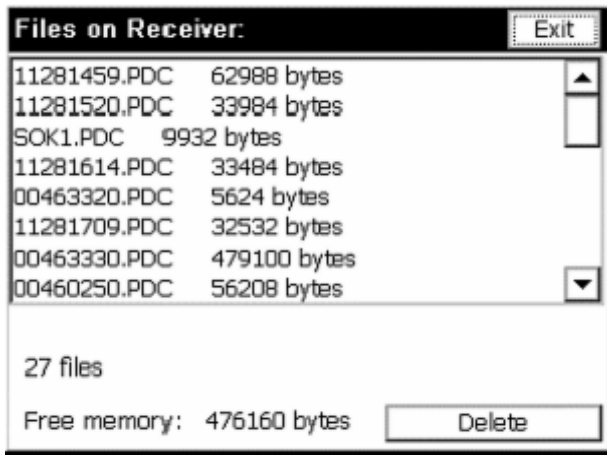 Files on Receiver: Exit
11281459.PDC 62988 bytes
11281520.PDC 33984 bytes
SOK1.PDC 9932 bytes
11281614.PDC 33484 bytes
00463320.PDC 5624 bytes
11281709.PDC 32532 bytes
00463330.PDC 479100 bytes
00460250.PDC 56208 bytes
27 files
Free memory: 476160 bytes Delete